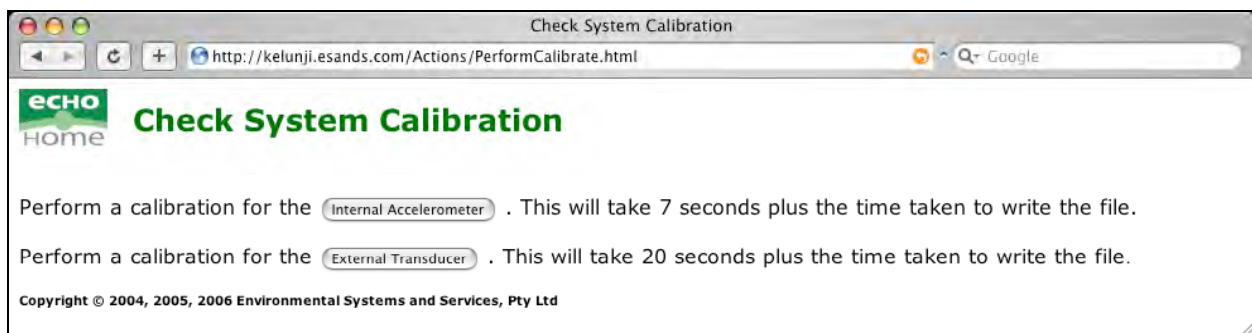 Check System Calibration
http://kelunji.esands.com/Actions/PerformCalibrate.html
Google
ecHo
Home
Check System Calibration
Perform a calibration for the Internal Accelerometer . This will take 7 seconds plus the time taken to write the file.
Perform a calibration for the External Transducer . This will take 20 seconds plus the time taken to write the file.
Copyright © 2004, 2005, 2006 Environmental Systems and Services, Pty Ltd